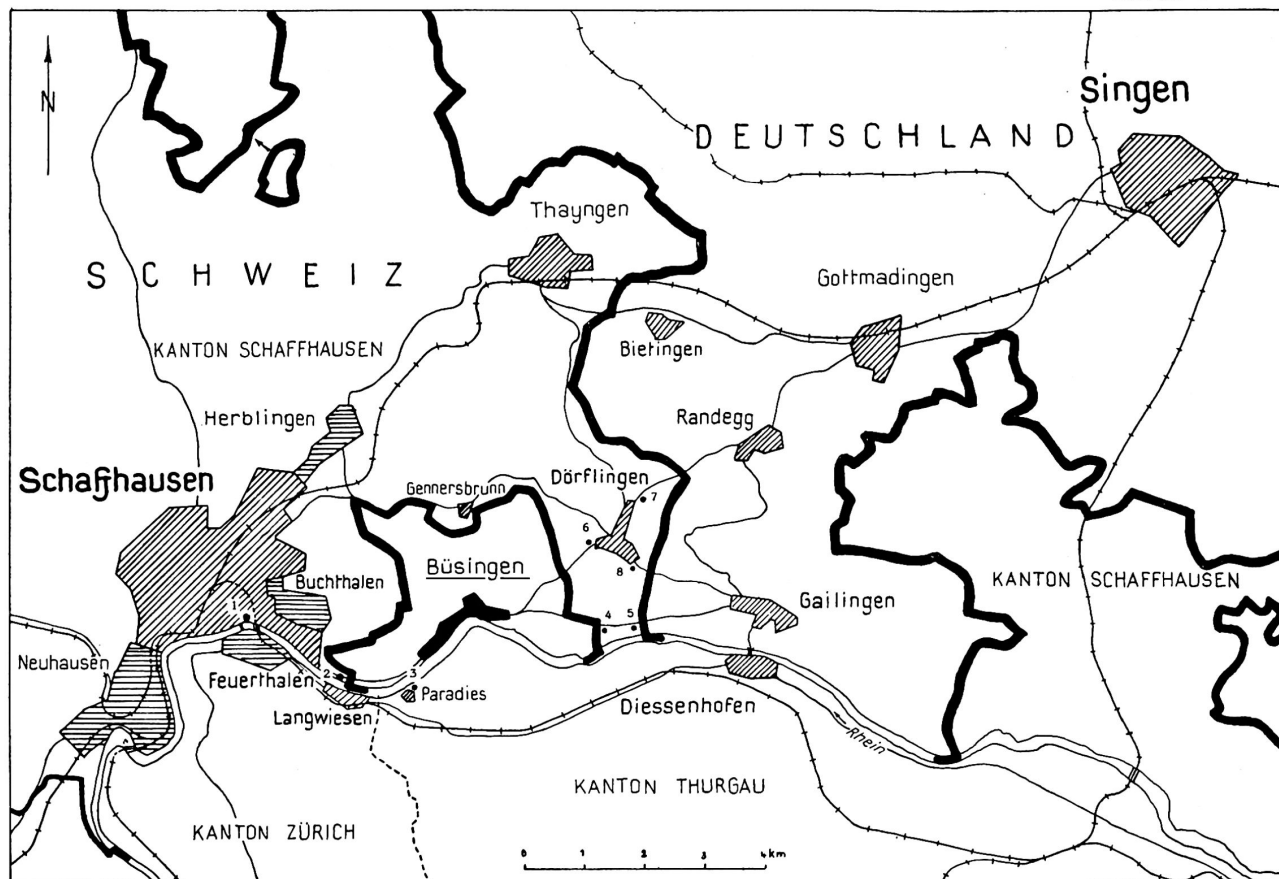 N
Singen
DEUTSCHLAND
Thayngen
SCHWEIZ
Gottmadingen
KANTON SCHAFFHAUSEN
Bietingen
Herblingen
Randegg
Schaffhausen
Gennersbrunn
Dörflingen
7
6
Büsingen
8
Buchthalen
KANTON SCHAFFHAUSEN
Gailingen
1
4 5
Neuhausen
Feuerthalen
2
3
Paradies
Langwiesen
Diessenhofen
Rhein
KANTON THURGAU
KANTON ZÜRICH
0 1 2 3 4 km